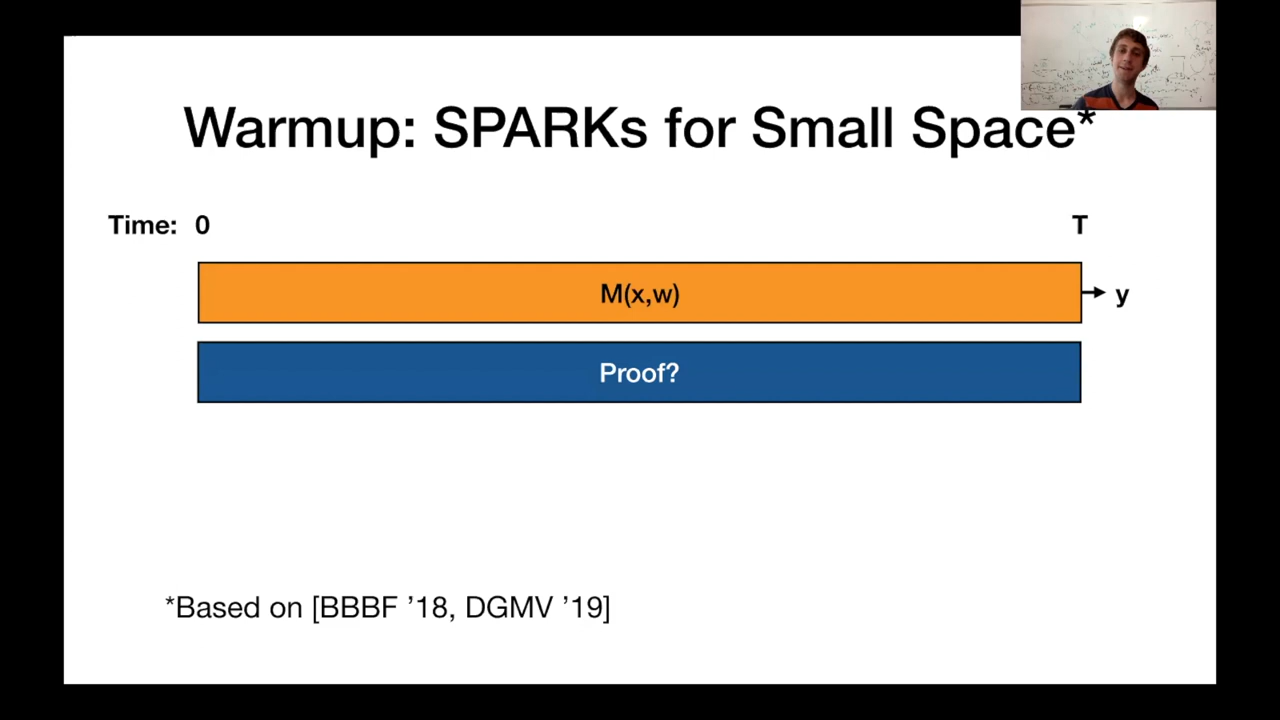 Warmup: SPARKs for Small Space*
Time: 0 T
M(x,w) y
Proof?
*Based on [BBBF ’18, DGMV ’19]